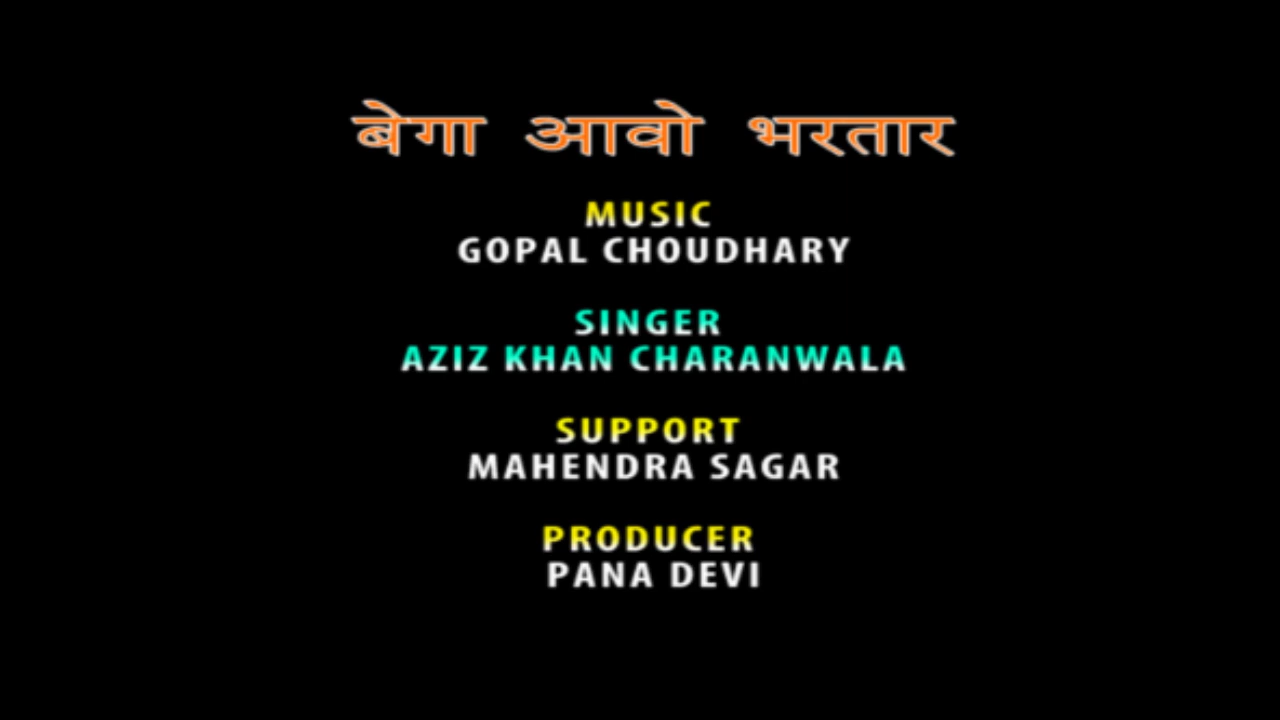 बेगा आवो भरतार
MUSIC
GOPAL CHOUDHARY
SINGER
AZIZ KHAN CHARANWALA
SUPPORT
MAHENDRA SAGAR
PRODUCER
PANA DEVI